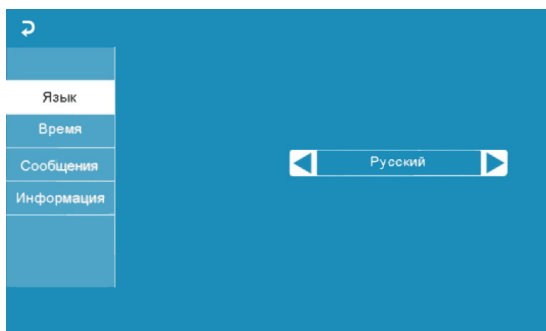 Язык
Время
Русский
Сообщения
Информация